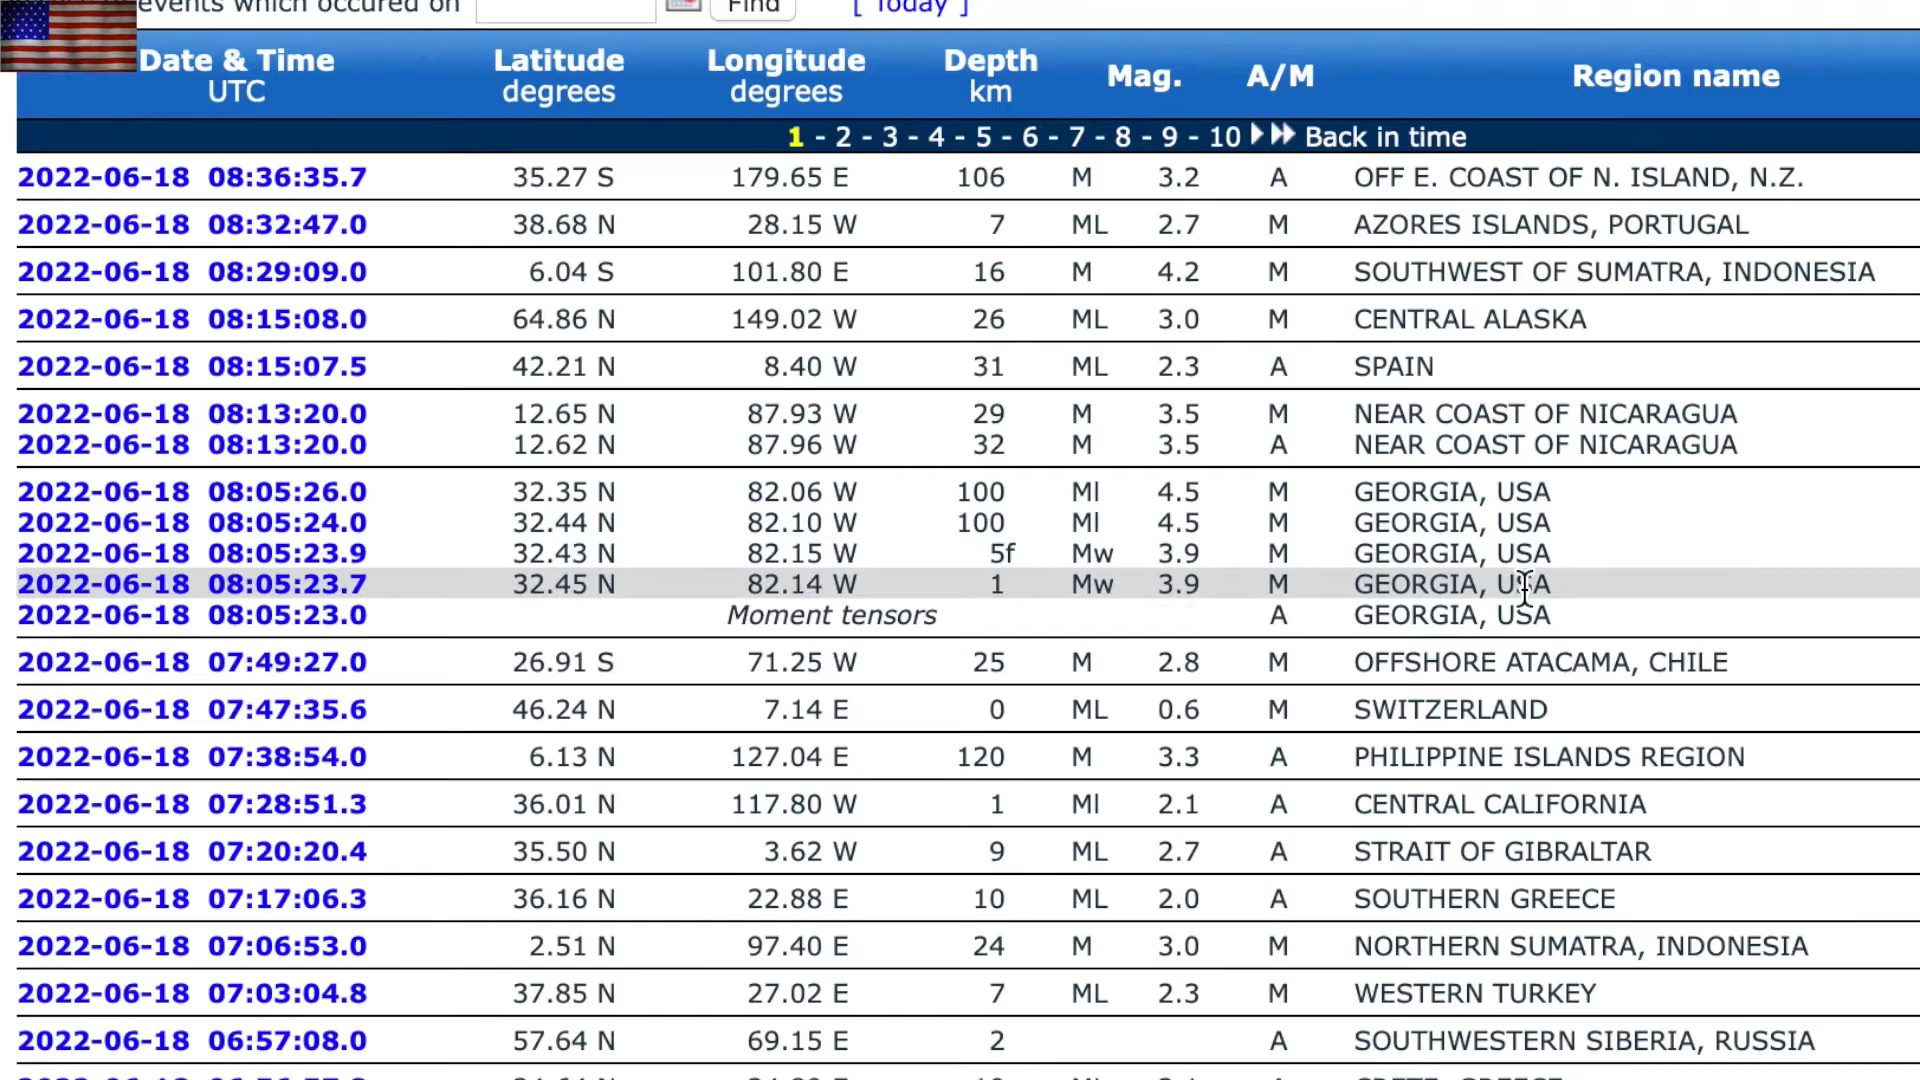 events which occured on Find [ Today ]
Date & Time UTC Latitude degrees Longitude degrees Depth km Mag. A/M Region name
1 - 2 - 3 - 4 - 5 - 6 - 7 - 8 - 9 - 10 Back in time
2022-06-18 08:36:35.7 35.27 S 179.65 E 106 M 3.2 A OFF E. COAST OF N. ISLAND, N.Z.
2022-06-18 08:32:47.0 38.68 N 28.15 W 7 ML 2.7 M AZORES ISLANDS, PORTUGAL
2022-06-18 08:29:09.0 6.04 S 101.80 E 16 M 4.2 M SOUTHWEST OF SUMATRA, INDONESIA
2022-06-18 08:15:08.0 64.86 N 149.02 W 26 ML 3.0 M CENTRAL ALASKA
2022-06-18 08:15:07.5 42.21 N 8.40 W 31 ML 2.3 A SPAIN
2022-06-18 08:13:20.0 12.65 N 87.93 W 29 M 3.5 M NEAR COAST OF NICARAGUA
2022-06-18 08:13:20.0 12.62 N 87.96 W 32 M 3.5 A NEAR COAST OF NICARAGUA
2022-06-18 08:05:26.0 32.35 N 82.06 W 100 Ml 4.5 M GEORGIA, USA
2022-06-18 08:05:24.0 32.44 N 82.10 W 100 Ml 4.5 M GEORGIA, USA
2022-06-18 08:05:23.9 32.43 N 82.15 W 5f Mw 3.9 M GEORGIA, USA
2022-06-18 08:05:23.7 32.45 N 82.14 W 1 Mw 3.9 M GEORGIA, USA
2022-06-18 08:05:23.0 Moment tensors A GEORGIA, USA
2022-06-18 07:49:27.0 26.91 S 71.25 W 25 M 2.8 M OFFSHORE ATACAMA, CHILE
2022-06-18 07:47:35.6 46.24 N 7.14 E 0 ML 0.6 M SWITZERLAND
2022-06-18 07:38:54.0 6.13 N 127.04 E 120 M 3.3 A PHILIPPINE ISLANDS REGION
2022-06-18 07:28:51.3 36.01 N 117.80 W 1 Ml 2.1 A CENTRAL CALIFORNIA
2022-06-18 07:20:20.4 35.50 N 3.62 W 9 ML 2.7 A STRAIT OF GIBRALTAR
2022-06-18 07:17:06.3 36.16 N 22.88 E 10 ML 2.0 A SOUTHERN GREECE
2022-06-18 07:06:53.0 2.51 N 97.40 E 24 M 3.0 M NORTHERN SUMATRA, INDONESIA
2022-06-18 07:03:04.8 37.85 N 27.02 E 7 ML 2.3 M WESTERN TURKEY
2022-06-18 06:57:08.0 57.64 N 69.15 E 2 A SOUTHWESTERN SIBERIA, RUSSIA